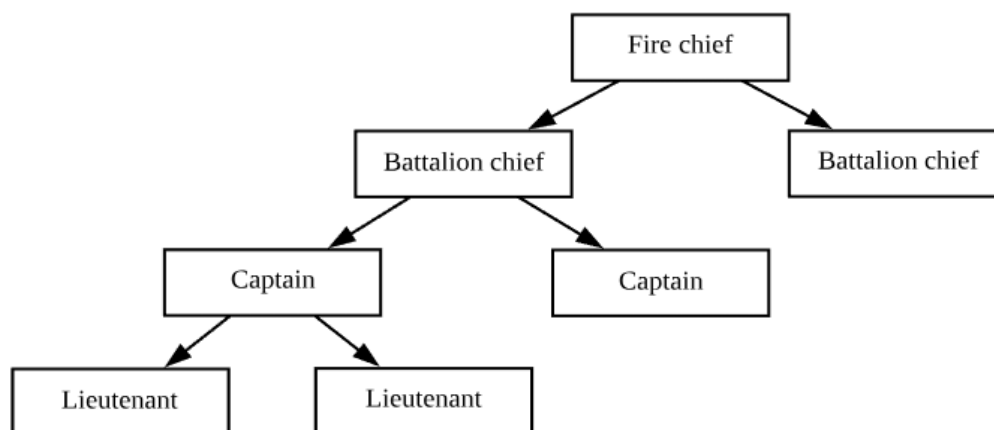 Fire chief
Battalion chief
Battalion chief
Captain
Captain
Lieutenant
Lieutenant